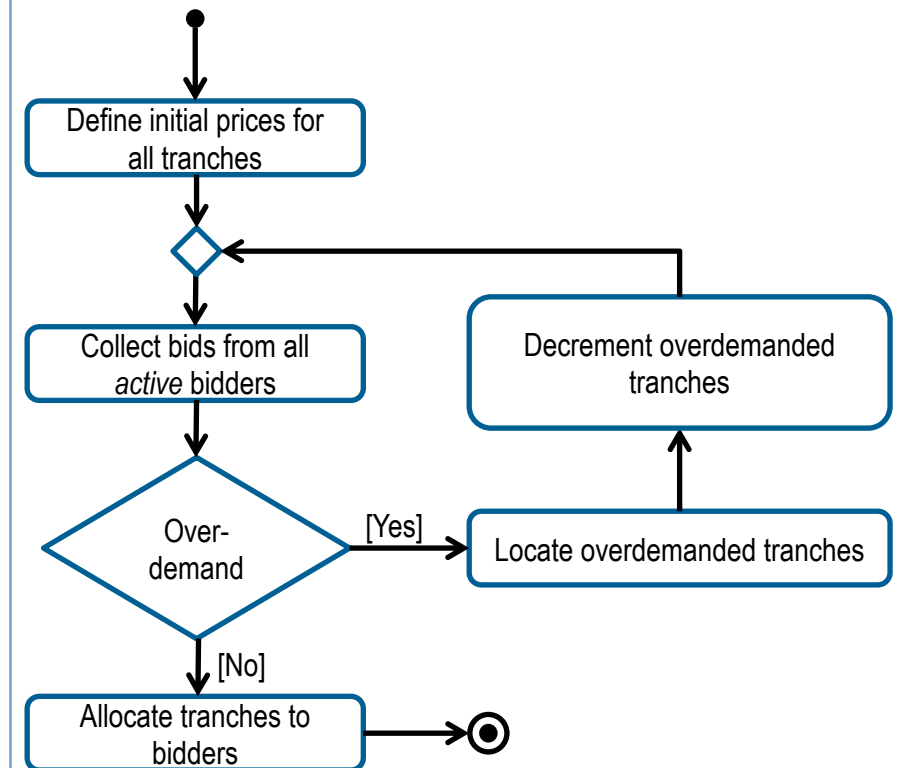 Define initial prices for
all tranches
Collect bids from all
active bidders
Over-
demand
[Yes]
Locate overdemanded tranches
Decrement overdemanded
tranches
[No]
Allocate tranches to
bidders